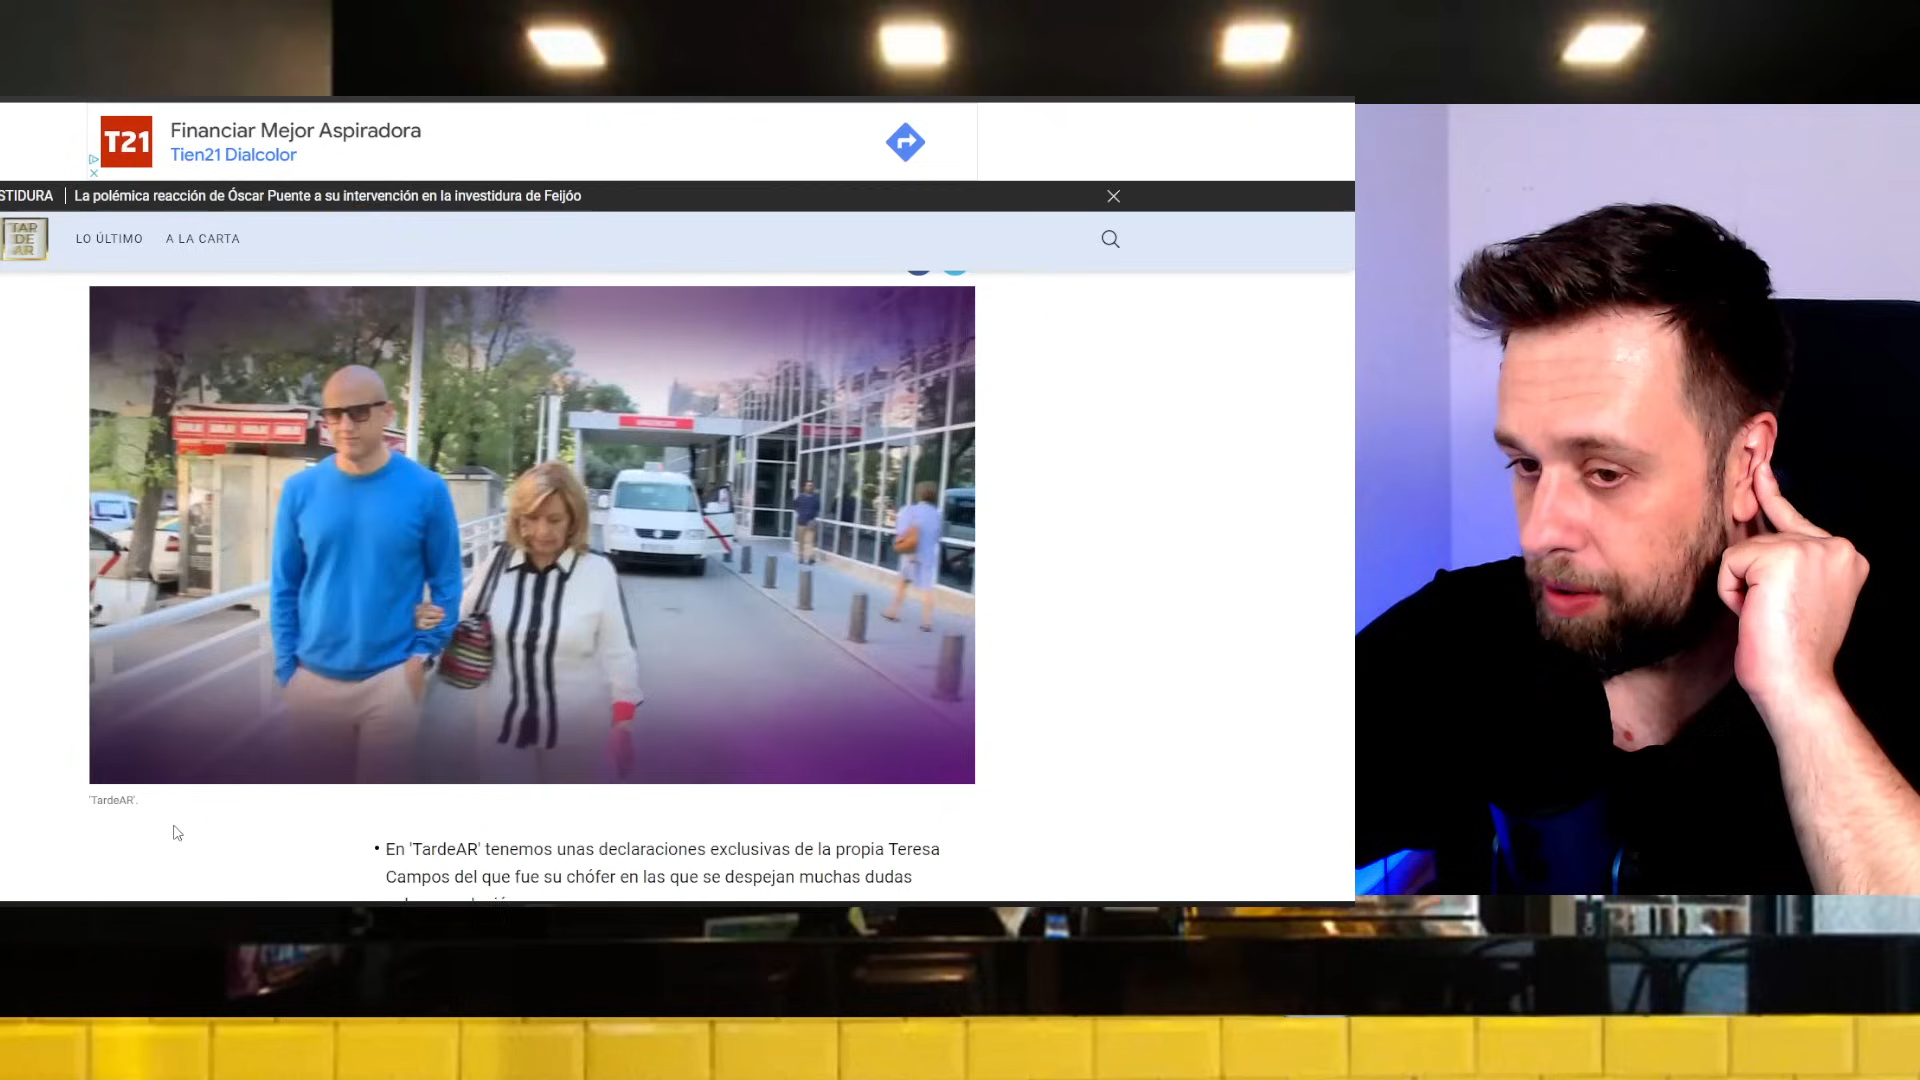 T21
Financiar Mejor Aspiradora
Tien21 Dialcolor
STIDURA
La polémica reacción de Óscar Puente a su intervención en la investidura de Feijóo
TAR
DE
AR
LO ÚLTIMO
A LA CARTA
'TardeAR'.
• En 'TardeAR' tenemos unas declaraciones exclusivas de la propia Teresa
Campos del que fue su chófer en las que se despejan muchas dudas